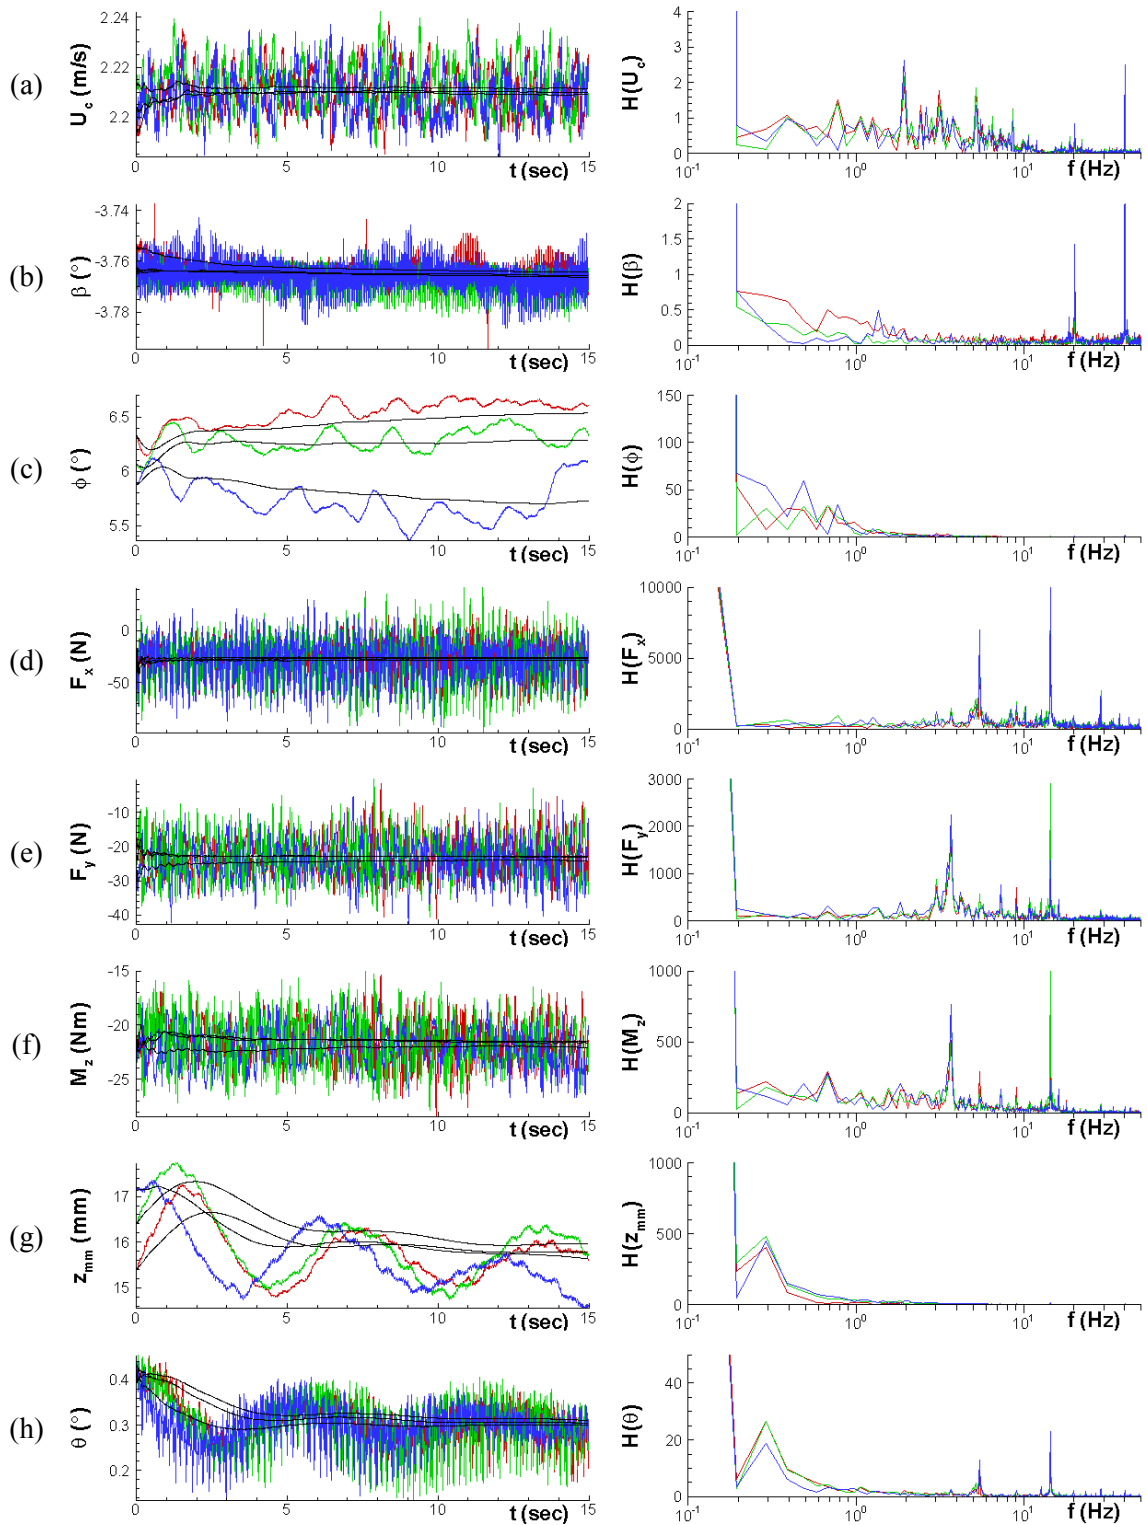 (a)
U_c (m/s)
2.24
2.22
2.2
0 5 10 15
t (sec)
H(U_c)
4
3
2
1
0
10^-1 10^0 10^1
f (Hz)
(b)
β (°)
-3.74
-3.76
-3.78
0 5 10 15
t (sec)
H(β)
2
1.5
1
0.5
0
10^-1 10^0 10^1
f (Hz)
(c)
ϕ (°)
6.5
6
5.5
0 5 10 15
t (sec)
H(ϕ)
150
100
50
0
10^-1 10^0 10^1
f (Hz)
(d)
F_x (N)
0
-50
0 5 10 15
t (sec)
H(F_x)
10000
5000
0
10^-1 10^0 10^1
f (Hz)
(e)
F_y (N)
-10
-20
-30
-40
0 5 10 15
t (sec)
H(F_y)
3000
2000
1000
0
10^-1 10^0 10^1
f (Hz)
(f)
M_z (Nm)
-15
-20
-25
0 5 10 15
t (sec)
H(M_z)
1000
500
0
10^-1 10^0 10^1
f (Hz)
(g)
z_mm (mm)
17
16
15
0 5 10 15
t (sec)
H(z_mm)
1000
500
0
10^-1 10^0 10^1
f (Hz)
(h)
θ (°)
0.4
0.3
0.2
0 5 10 15
t (sec)
H(θ)
40
20
0
10^-1 10^0 10^1
f (Hz)